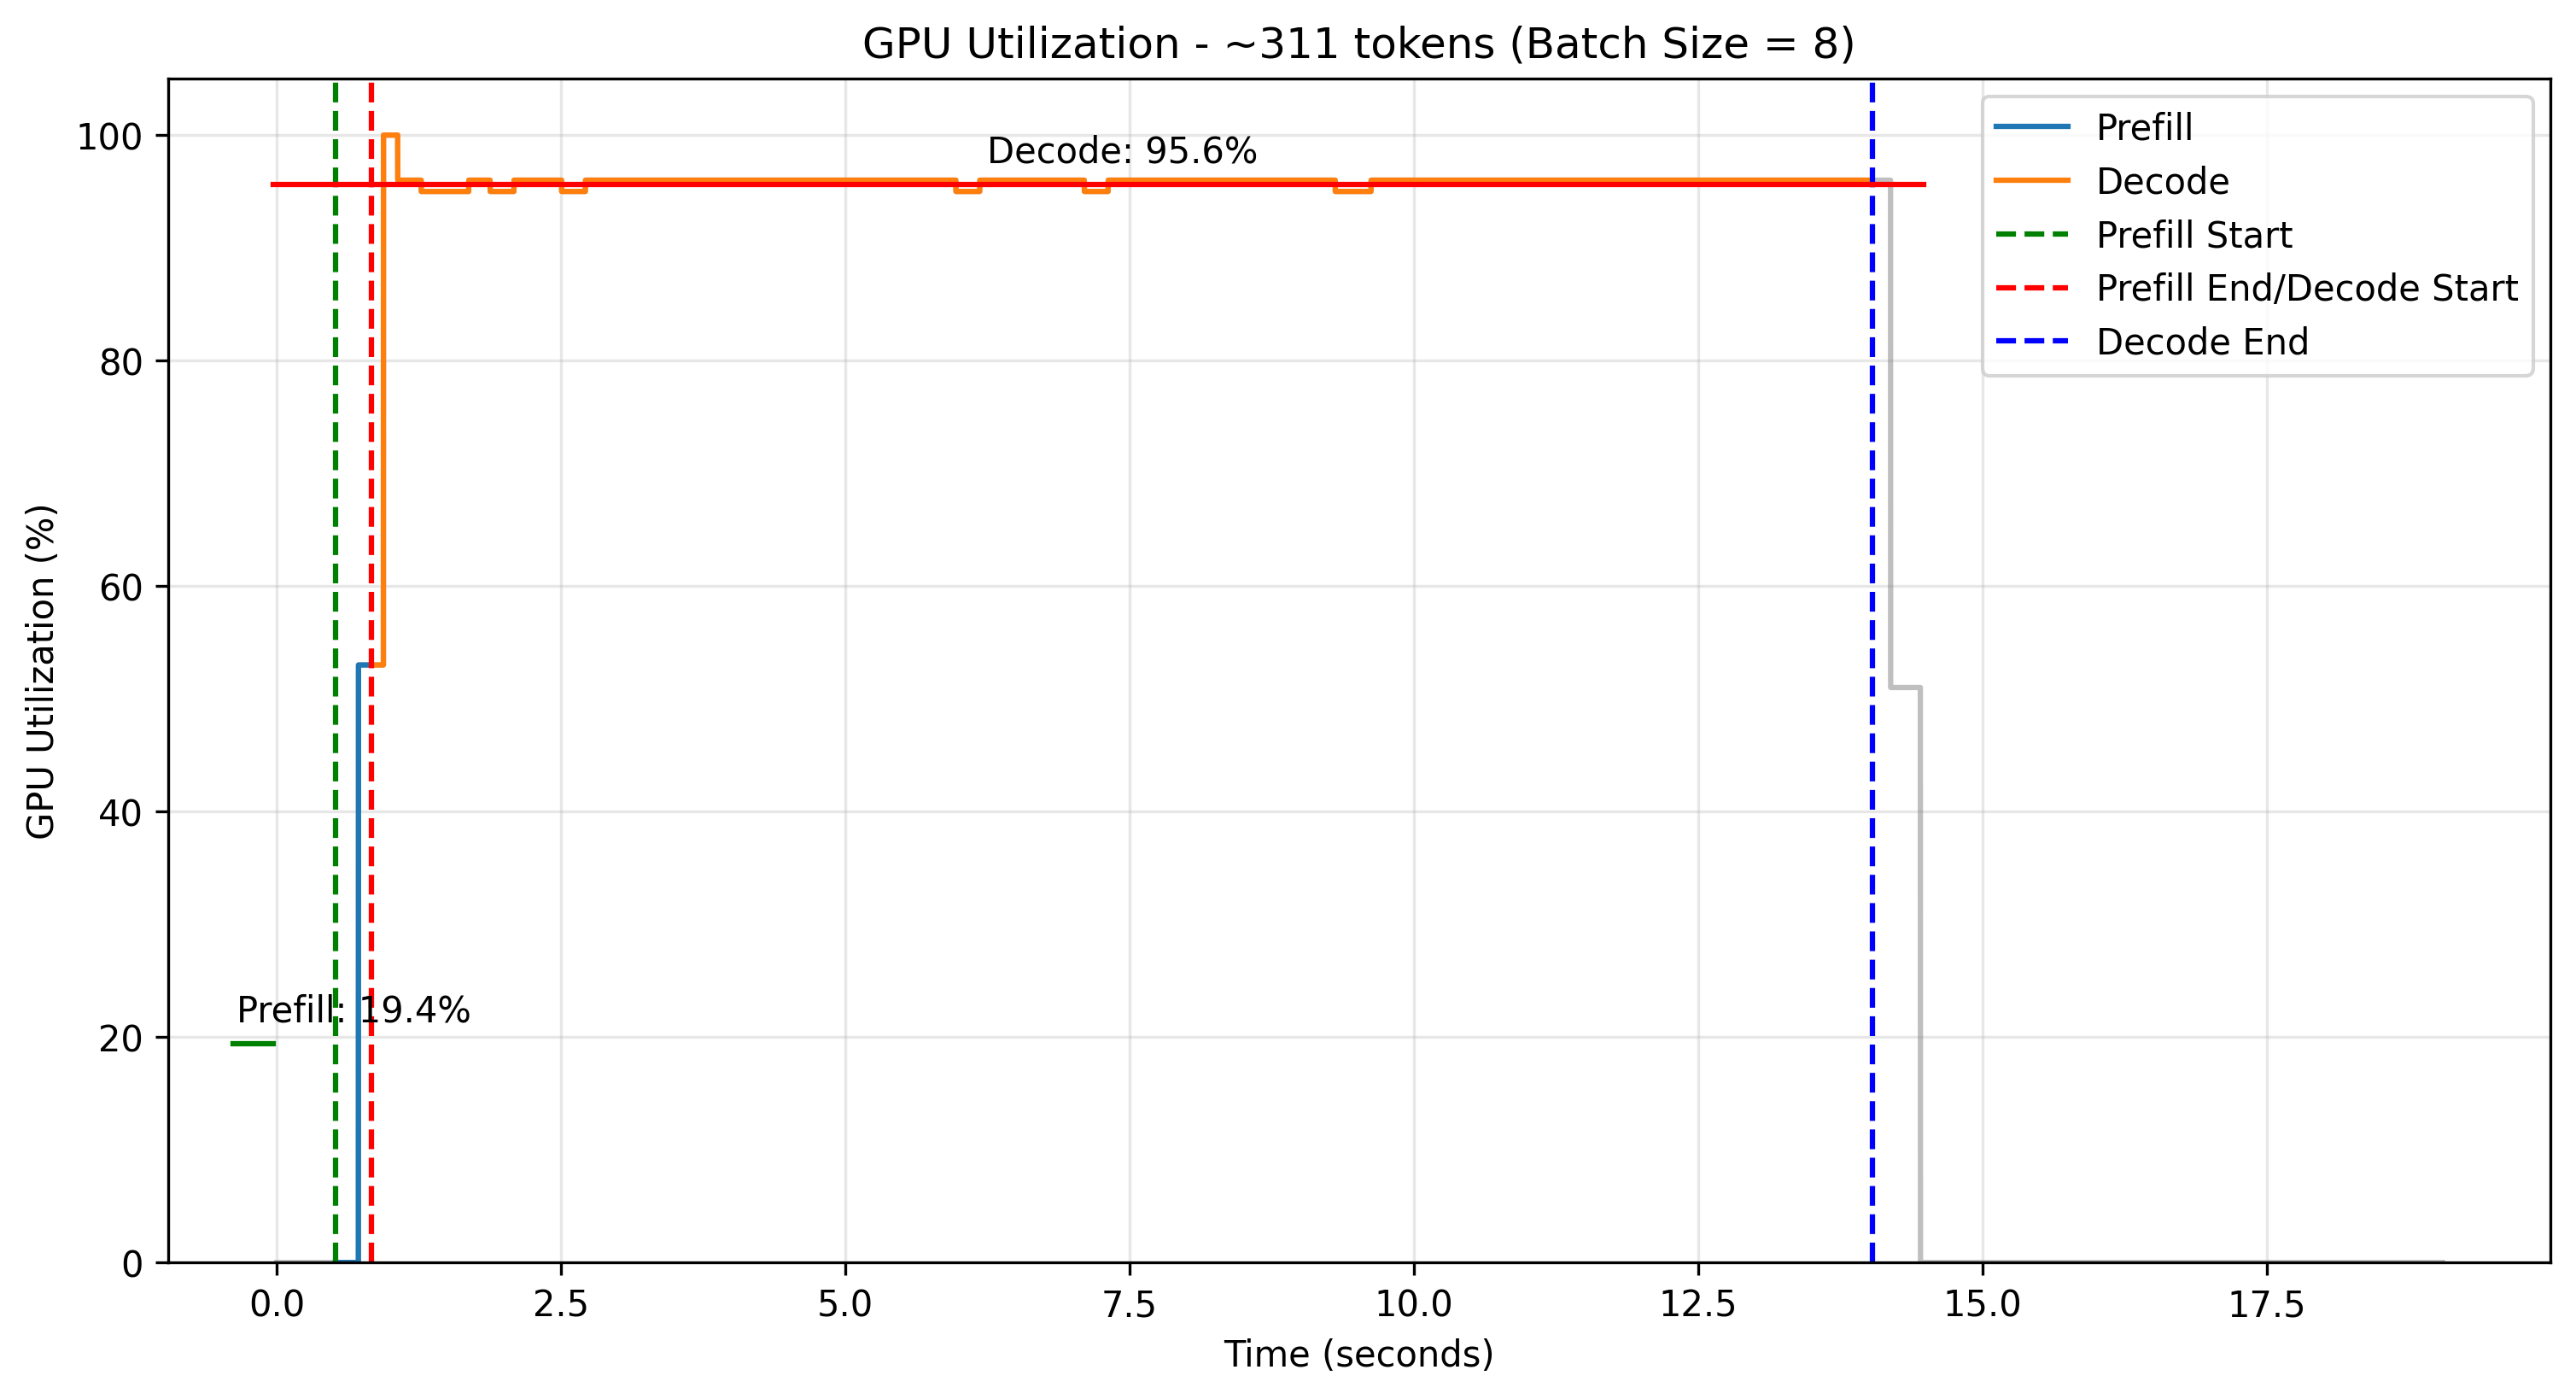 GPU Utilization - ~311 tokens (Batch Size = 8)
GPU Utilization (%)
100
80
60
40
20
0
Decode: 95.6%
Prefill: 19.4%
Prefill
Decode
Prefill Start
Prefill End/Decode Start
Decode End
0.0 2.5 5.0 7.5 10.0 12.5 15.0 17.5
Time (seconds)